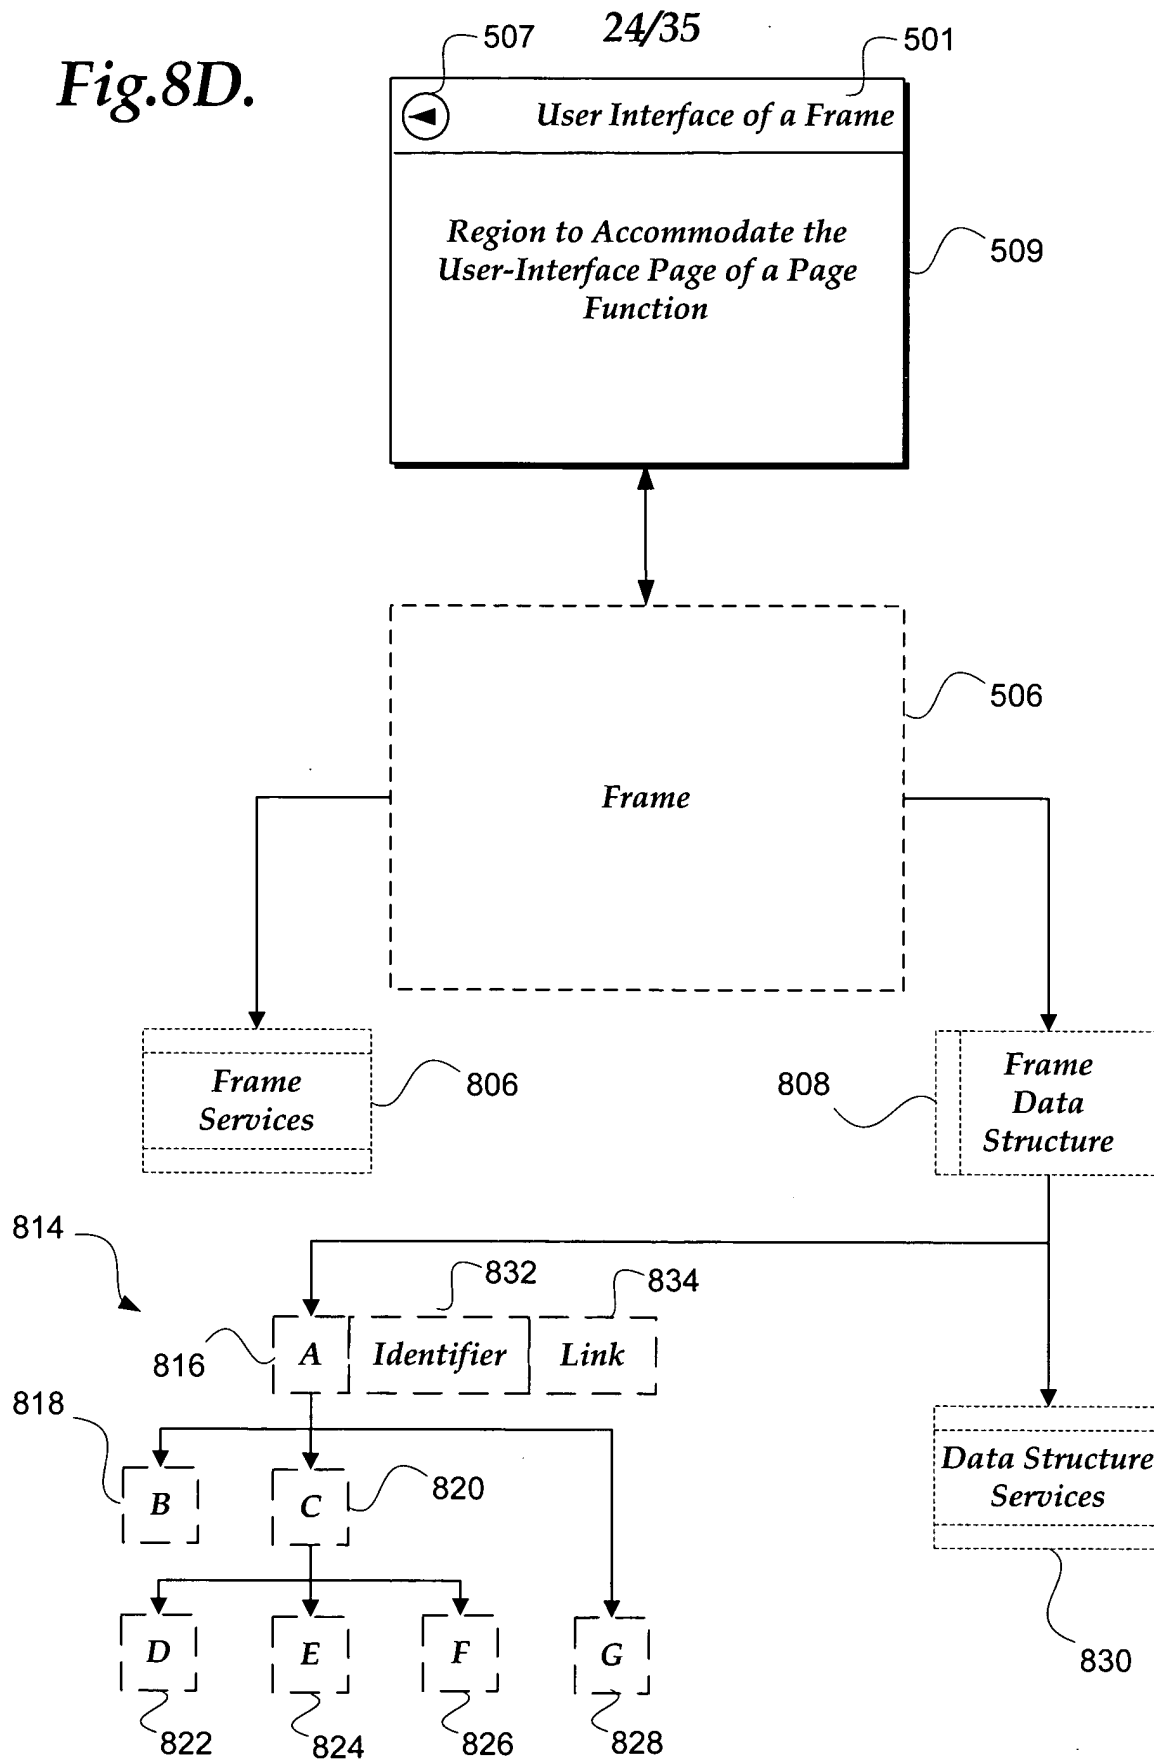 24/35
Fig.8D.
507
501
User Interface of a Frame
Region to Accommodate the
User-Interface Page of a Page
Function
509
506
Frame
Frame
Services
806
808
Frame
Data
Structure
814
832
834
816
A
Identifier
Link
818
B
C
820
Data Structure
Services
D
E
F
G
830
822
824
826
828